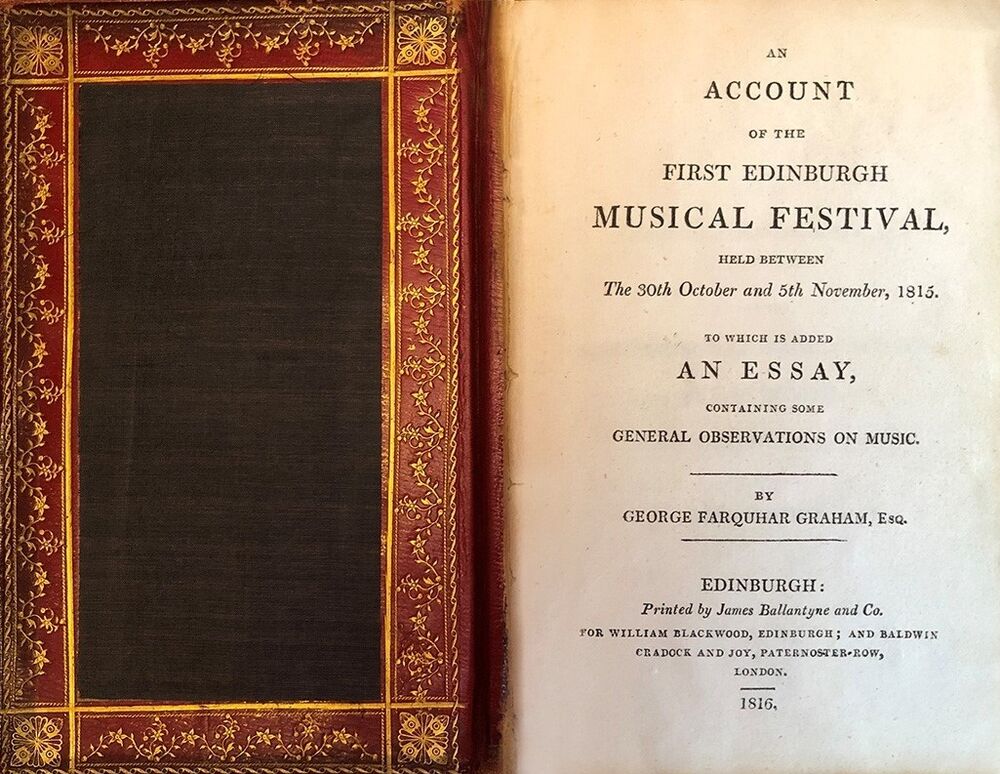 AN
ACCOUNT
OF THE
FIRST EDINBURGH
MUSICAL FESTIVAL,
HELD BETWEEN
The 30th October and 5th November, 1815.
TO WHICH IS ADDED
AN ESSAY,
CONTAINING SOME
GENERAL OBSERVATIONS ON MUSIC.
BY
GEORGE FARQUHAR GRAHAM, Esq.
EDINBURGH:
Printed by James Ballantyne and Co.
FOR WILLIAM BLACKWOOD, EDINBURGH; AND BALDWIN
CRADOCK AND JOY, PATERNOSTER-ROW,
LONDON.
1816.